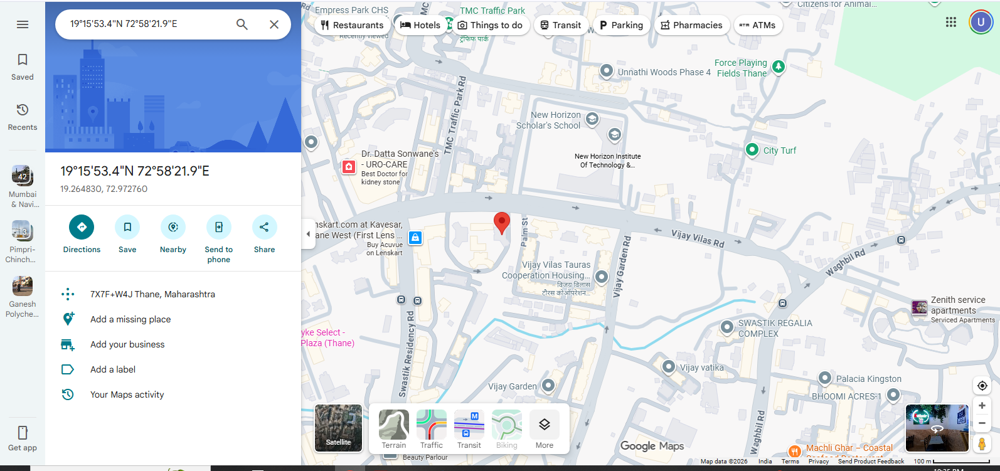 19°15'53.4"N 72°58'21.9"E
Saved
Recents
42
Mumbai
& Navi...
3
Pimpri-
Chinch...
Ganesh
Polyche...
Get app
19°15'53.4"N 72°58'21.9"E
19.264830, 72.972760
Directions
Save
Nearby
Send to
phone
Share
7X7F+W4J Thane, Maharashtra
Add a missing place
Add your business
Add a label
Your Maps activity
Restaurants
Hotels
Things to do
Transit
Parking
Pharmacies
ATM
ATMs
U
Empress Park CHS
Recently viewed
TMC Traffic Park
ट्रॅफिक पार्क
Citizens for Animal...
Unnathi Woods Phase 4
Force Playing
Fields Thane
TMC Traffic Park Rd
New Horizon
Scholar's School
New Horizon Institute
Of Technology &...
City Turf
Dr. Datta Sonwane's
- URO-CARE
Best Doctor for
kidney stone
nskart.com at Kavesar,
ane West (First Lens ...
Buy Acuvue
on Lenskart
Palm St
Vijay Vilas Rd
Waghbil Rd
Vijay Garden Rd
Vijay Vilas Tauras
Cooperation Housing...
विजय विलास
टौरस कोऑपरेशन...
Zenith service
apartments
Serviced Apartments
SWASTIK REGALIA
COMPLEX
yke Select -
Plaza (Thane)
Swastik Residency Rd
Vijay vatika
Vijay Garden
Palacia Kingston
BHOOMI ACRES-1
Waghbil Rd
Machli Ghar – Coastal
Beauty Parlour
Satellite
Terrain
Traffic
M
Transit
Biking
More
Google Maps
Map data ©2026
India
Terms
Privacy
Send Product Feedback
100 m